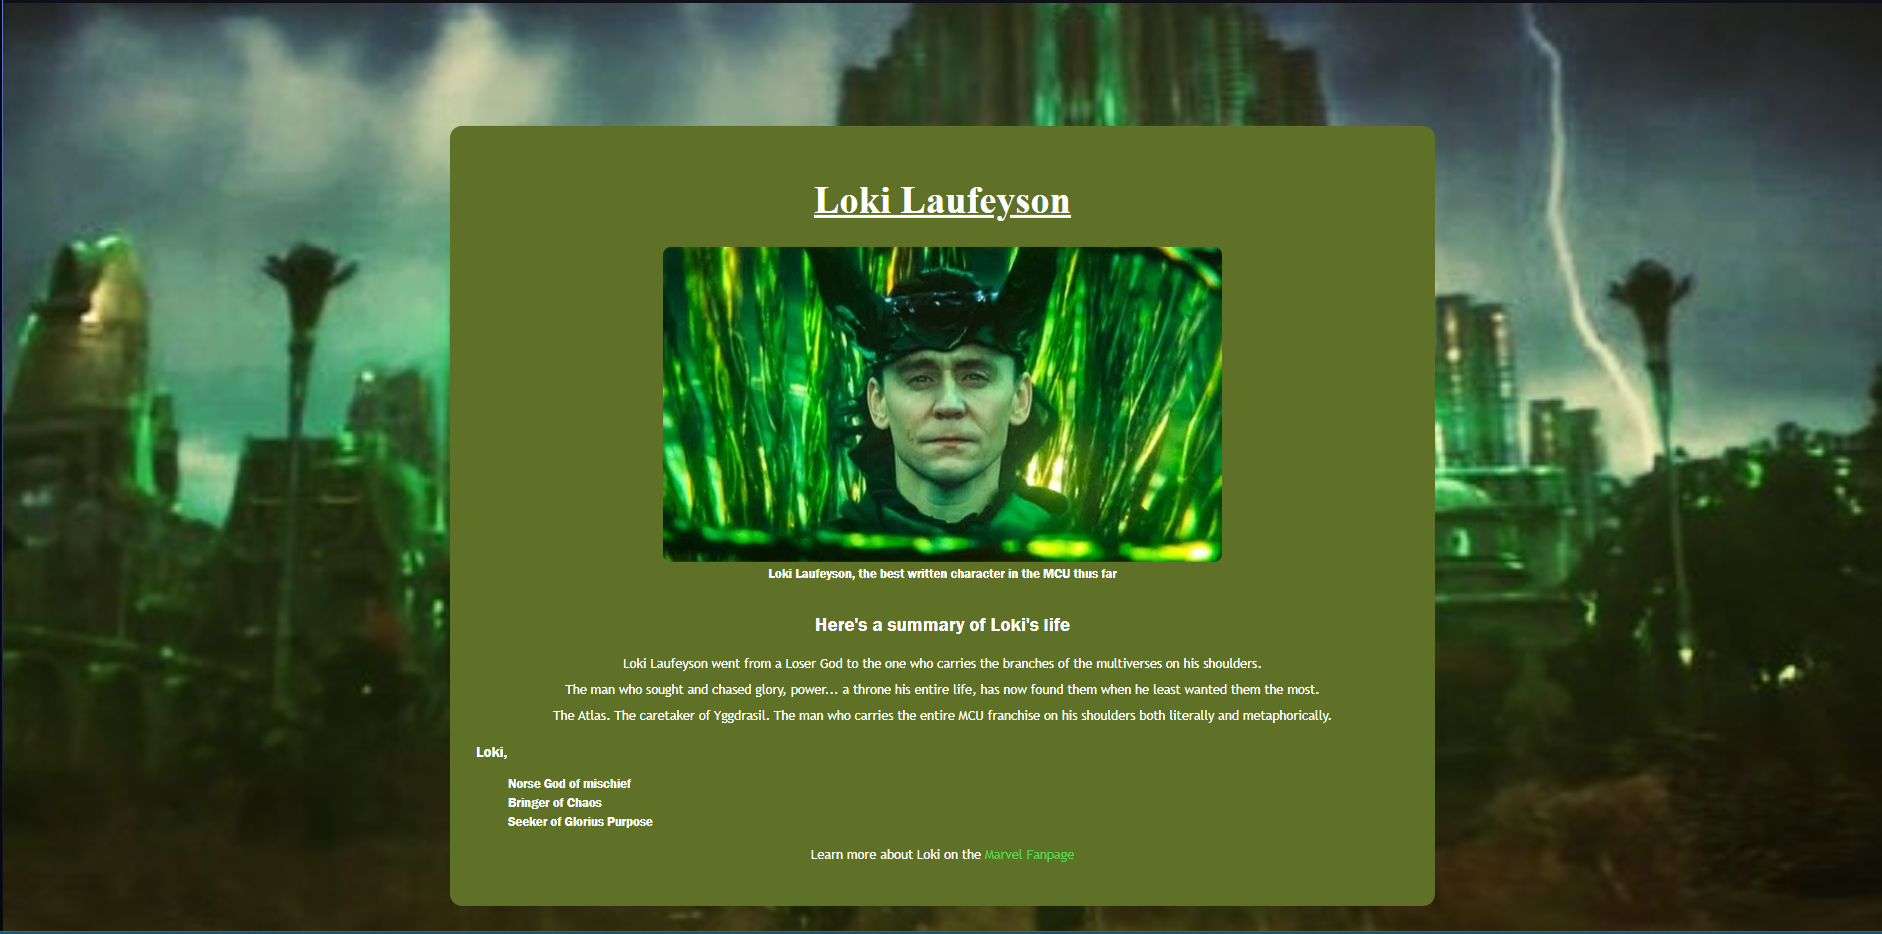 Loki Laufeyson
Loki Laufeyson, the best written character in the MCU thus far
Here's a summary of Loki's life
Loki Laufeyson went from a Loser God to the one who carries the branches of the multiverses on his shoulders.
The man who sought and chased glory, power... a throne his entire life, has now found them when he least wanted them the most.
The Atlas. The caretaker of Yggdrasil. The man who carries the entire MCU franchise on his shoulders both literally and metaphorically.
Loki,
Norse God of mischief
Bringer of Chaos
Seeker of Glorius Purpose
Learn more about Loki on the Marvel Fanpage